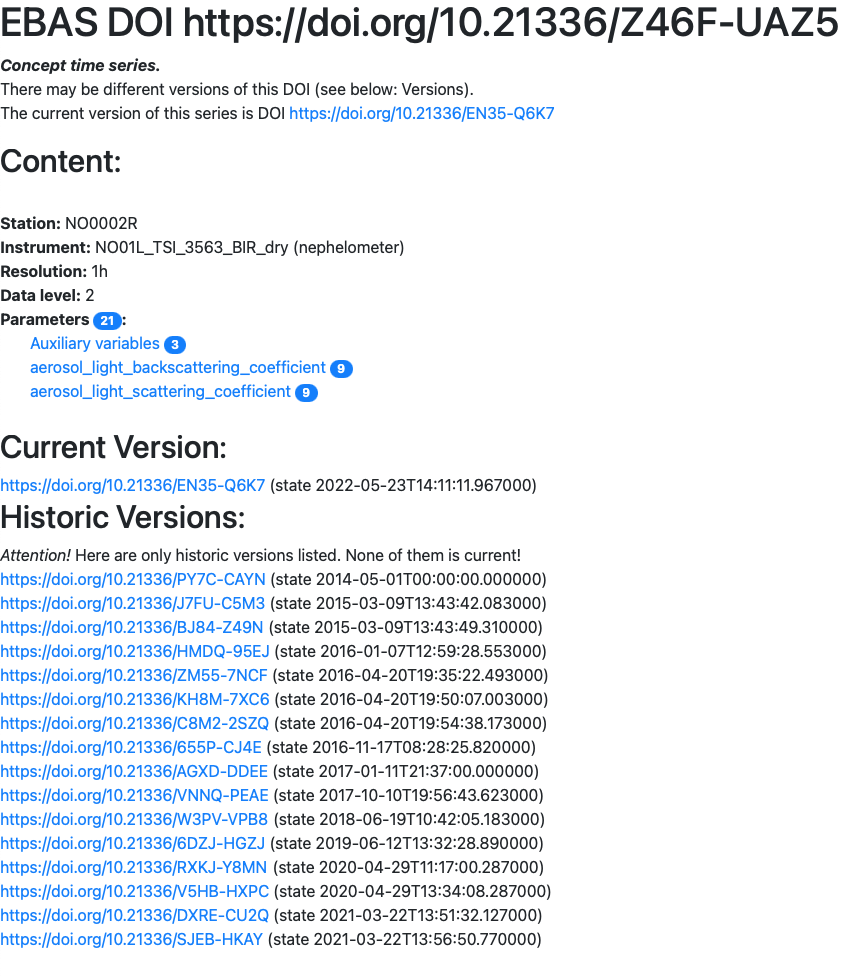 EBAS DOI https://doi.org/10.21336/Z46F-UAZ5
Concept time series.
There may be different versions of this DOI (see below: Versions).
The current version of this series is DOI https://doi.org/10.21336/EN35-Q6K7
Content:
Station: NO0002R
Instrument: NO01L_TSI_3563_BIR_dry (nephelometer)
Resolution: 1h
Data level: 2
Parameters 21:
Auxiliary variables 3
aerosol_light_backscattering_coefficient 9
aerosol_light_scattering_coefficient 9
Current Version:
https://doi.org/10.21336/EN35-Q6K7 (state 2022-05-23T14:11:11.967000)
Historic Versions:
Attention! Here are only historic versions listed. None of them is current!
https://doi.org/10.21336/PY7C-CAYN (state 2014-05-01T00:00:00.000000)
https://doi.org/10.21336/J7FU-C5M3 (state 2015-03-09T13:43:42.083000)
https://doi.org/10.21336/BJ84-Z49N (state 2015-03-09T13:43:49.310000)
https://doi.org/10.21336/HMDQ-95EJ (state 2016-01-07T12:59:28.553000)
https://doi.org/10.21336/ZM55-7NCF (state 2016-04-20T19:35:22.493000)
https://doi.org/10.21336/KH8M-7XC6 (state 2016-04-20T19:50:07.003000)
https://doi.org/10.21336/C8M2-2SZQ (state 2016-04-20T19:54:38.173000)
https://doi.org/10.21336/655P-CJ4E (state 2016-11-17T08:28:25.820000)
https://doi.org/10.21336/AGXD-DDEE (state 2017-01-11T21:37:00.000000)
https://doi.org/10.21336/VNNQ-PEAE (state 2017-10-10T19:56:43.623000)
https://doi.org/10.21336/W3PV-VPB8 (state 2018-06-19T10:42:05.183000)
https://doi.org/10.21336/6DZJ-HGZJ (state 2019-06-12T13:32:28.890000)
https://doi.org/10.21336/RXKJ-Y8MN (state 2020-04-29T11:17:00.287000)
https://doi.org/10.21336/V5HB-HXPC (state 2020-04-29T13:34:08.287000)
https://doi.org/10.21336/DXRE-CU2Q (state 2021-03-22T13:51:32.127000)
https://doi.org/10.21336/SJEB-HKAY (state 2021-03-22T13:56:50.770000)